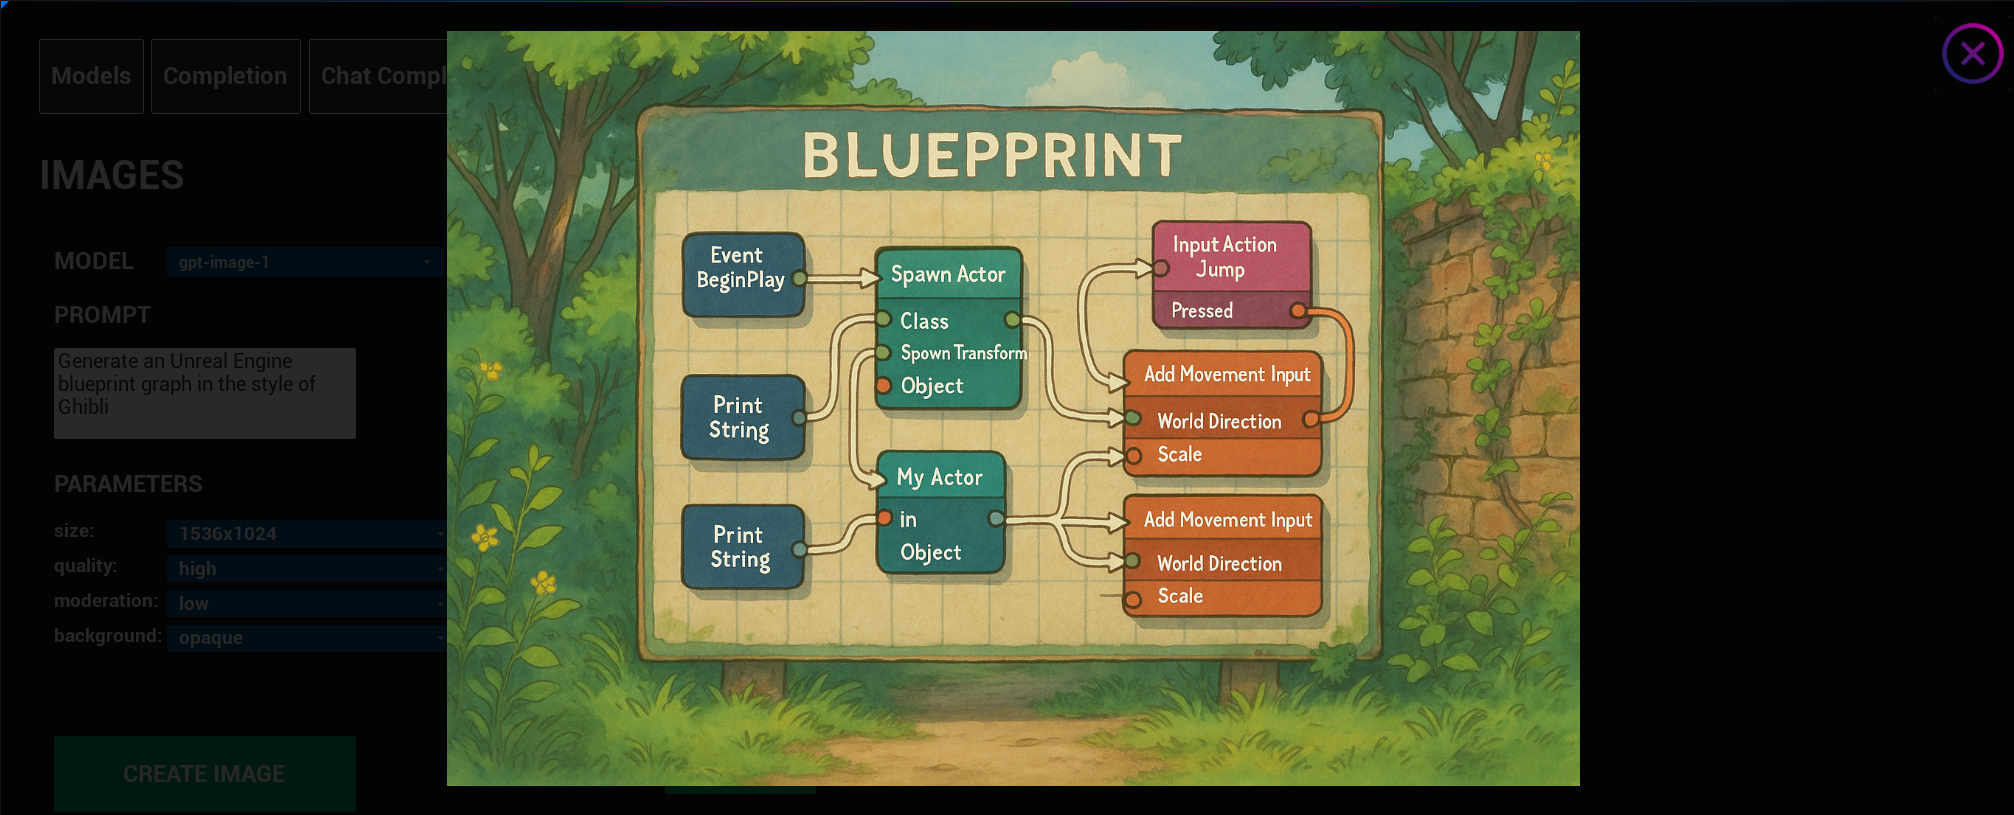 Models
Completion
Chat Compl
IMAGES
MODEL
gpt-image-1
PROMPT
Generate an Unreal Engine
blueprint graph in the style of
Ghibli
PARAMETERS
size:
1536x1024
quality:
high
moderation:
low
background:
opaque
CREATE IMAGE
BLUEPPRINT
Event
BeginPlay
Print
String
Print
String
Spawn Actor
Class
Spown Transform
Object
My Actor
in
Object
Input Action
Jump
Pressed
Add Movement Input
World Direction
Scale
Add Movement Input
World Direction
Scale